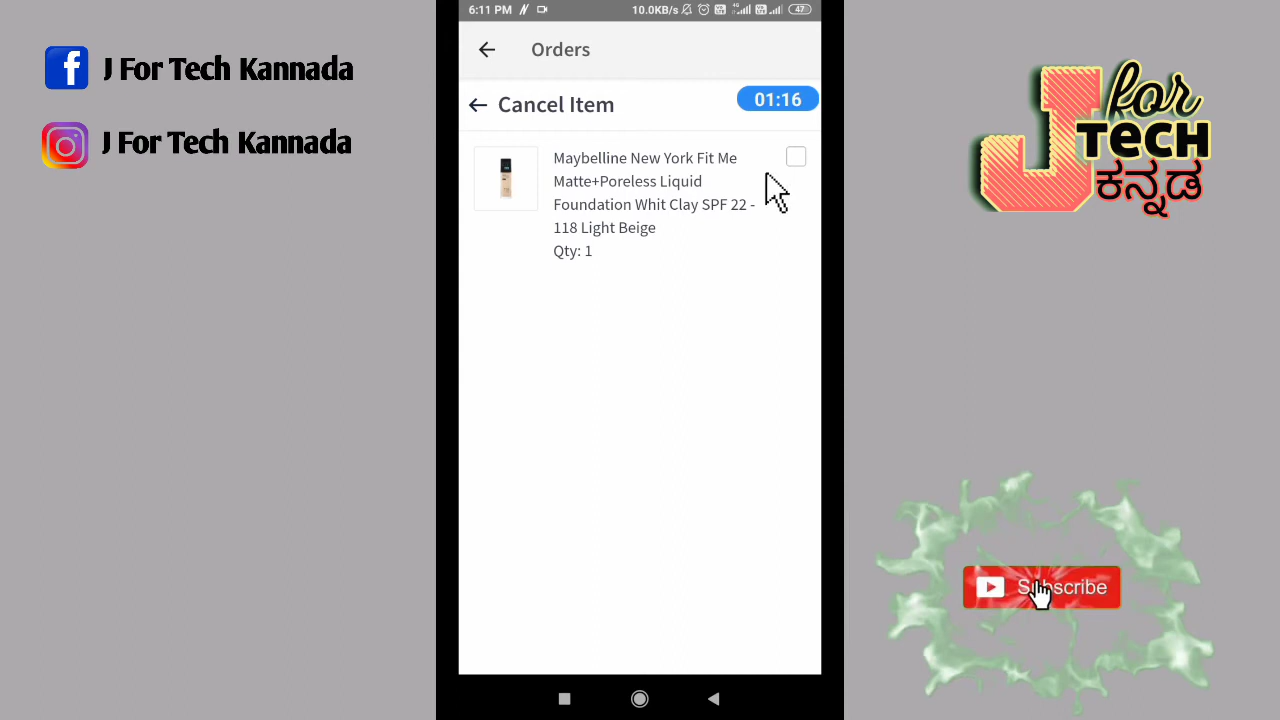 J For Tech Kannada
J For Tech Kannada
6:11 PM
10.0KB/s
4G
47
Orders
Cancel Item
01:16
Maybelline New York Fit Me
Matte+Poreless Liquid
Foundation Whit Clay SPF 22 -
118 Light Beige
Qty: 1
J for
TECH
ಕನ್ನಡ
Subscribe